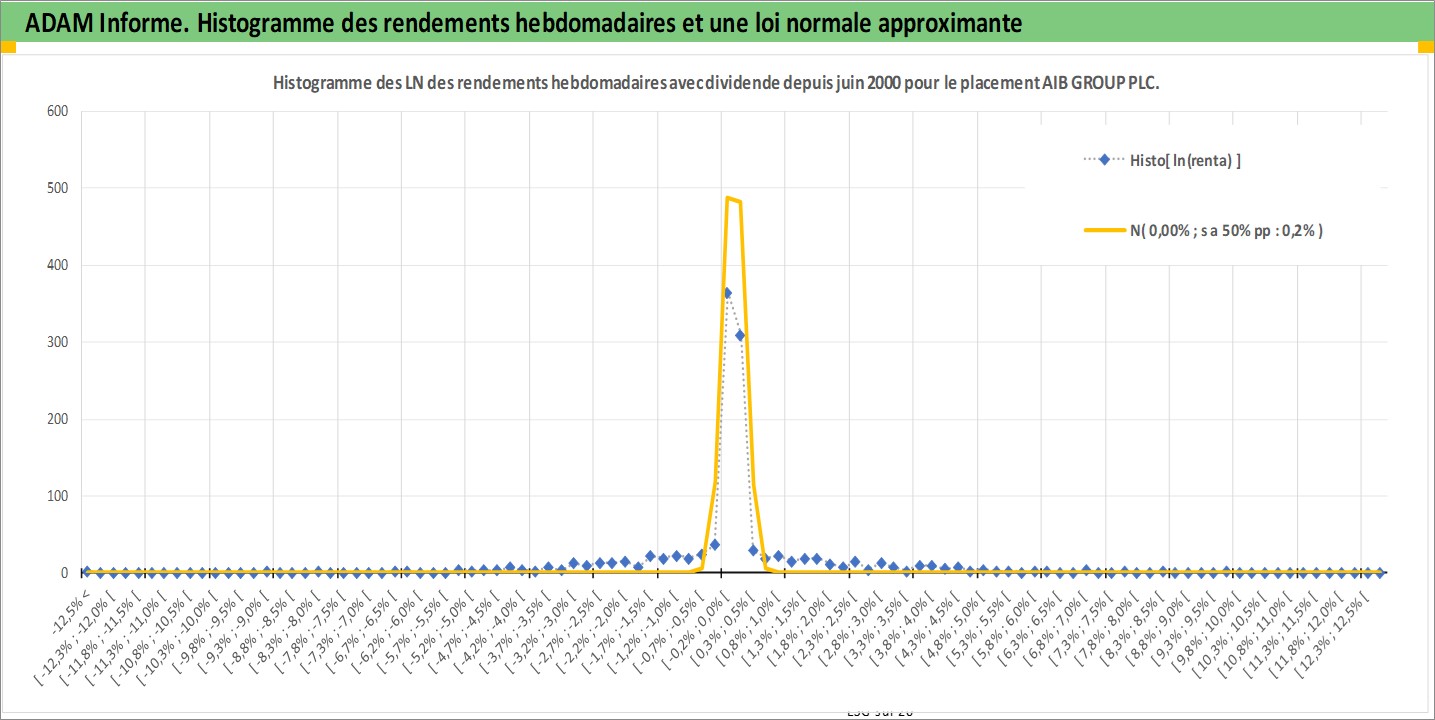 ADAM Informe. Histogramme des rendements hebdomadaires et une loi normale approximante
Histogramme des LN des rendements hebdomadaires avec dividende depuis juin 2000 pour le placement AIB GROUP PLC.
600
500
400
300
200
100
0
Histo[ ln(renta) ]
N( 0,00% ; s a 50% pp : 0,2% )
-12,5% <
[ -12,3% ; -12,0% [
[ -11,8% ; -11,5% [
[ -11,3% ; -11,0% [
[ -10,8% ; -10,5% [
[ -10,3% ; -10,0% [
[ -9,8% ; -9,5% [
[ -9,3% ; -9,0% [
[ -8,8% ; -8,5% [
[ -8,3% ; -8,0% [
[ -7,8% ; -7,5% [
[ -7,3% ; -7,0% [
[ -6,7% ; -6,5% [
[ -6,2% ; -6,0% [
[ -5,7% ; -5,5% [
[ -5,2% ; -5,0% [
[ -4,7% ; -4,5% [
[ -4,2% ; -4,0% [
[ -3,7% ; -3,5% [
[ -3,2% ; -3,0% [
[ -2,7% ; -2,5% [
[ -2,2% ; -2,0% [
[ -1,7% ; -1,5% [
[ -1,2% ; -1,0% [
[ -0,7% ; -0,5% [
[ -0,2% ; 0,0% [
[ 0,3% ; 0,5% [
[ 0,8% ; 1,0% [
[ 1,3% ; 1,5% [
[ 1,8% ; 2,0% [
[ 2,3% ; 2,5% [
[ 2,8% ; 3,0% [
[ 3,3% ; 3,5% [
[ 3,8% ; 4,0% [
[ 4,3% ; 4,5% [
[ 4,8% ; 5,0% [
[ 5,3% ; 5,5% [
[ 5,8% ; 6,0% [
[ 6,3% ; 6,5% [
[ 6,8% ; 7,0% [
[ 7,3% ; 7,5% [
[ 7,8% ; 8,0% [
[ 8,3% ; 8,5% [
[ 8,8% ; 9,0% [
[ 9,3% ; 9,5% [
[ 9,8% ; 10,0% [
[ 10,3% ; 10,5% [
[ 10,8% ; 11,0% [
[ 11,3% ; 11,5% [
[ 11,8% ; 12,0% [
[ 12,3% ; 12,5% [